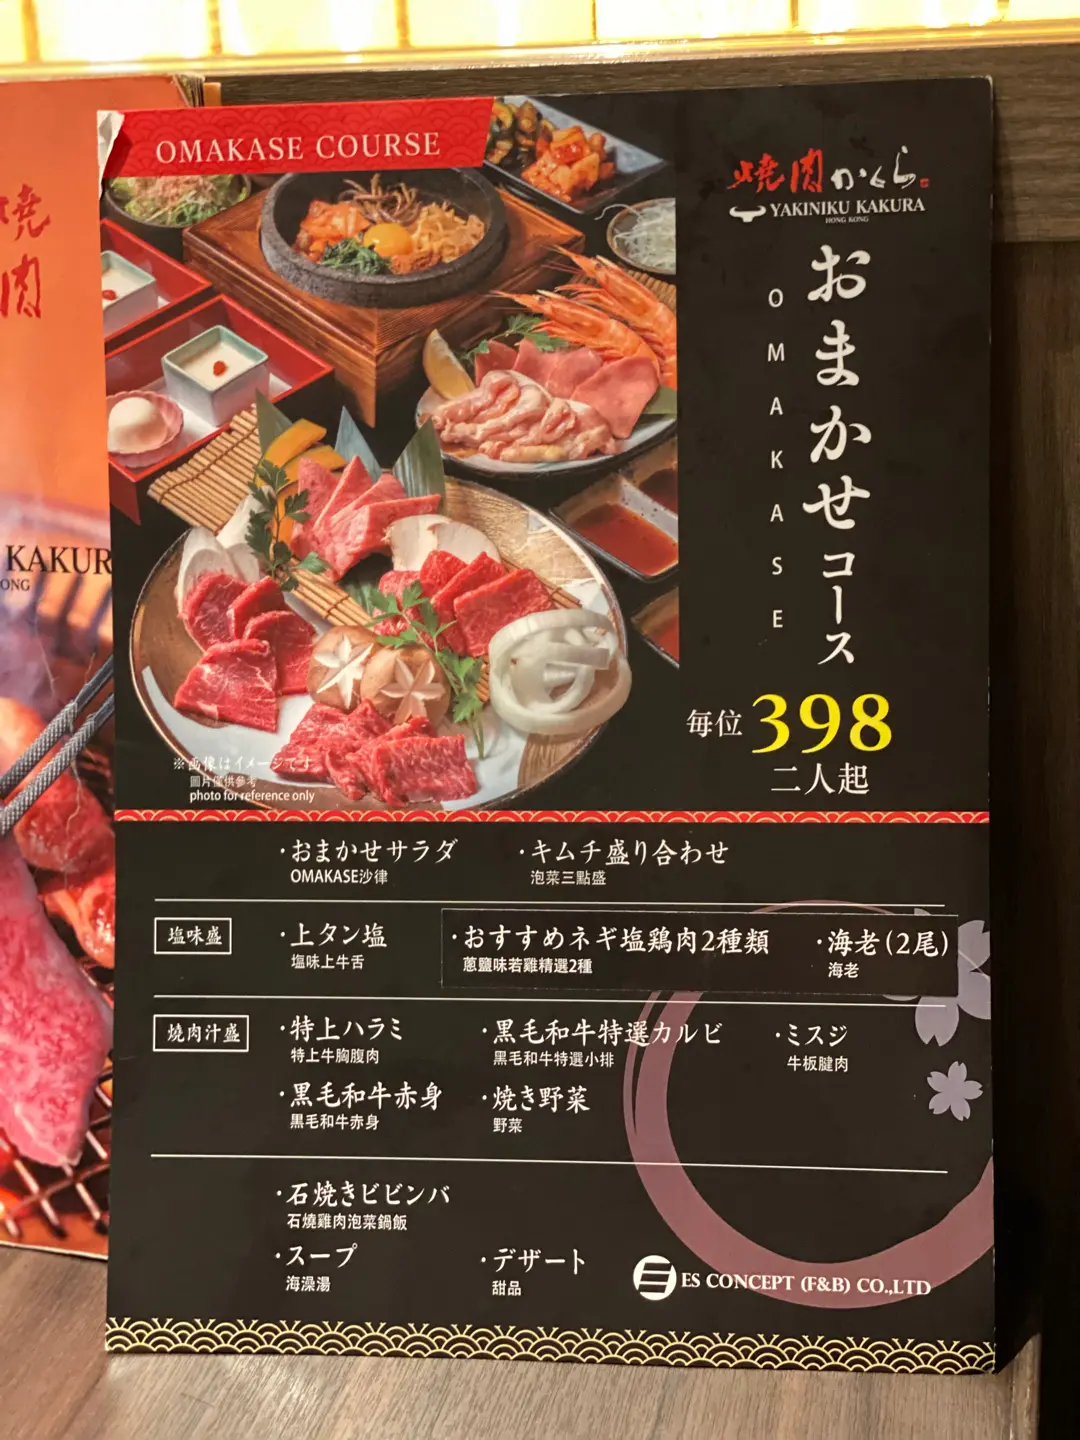 OMAKASE COURSE
燒肉かくら
YAKINIKU KAKURA
HONG KONG
おまかせコース
OMAKASE
每位 398
二人起
※画像はイメージです
圖片僅供參考
photo for reference only
・おまかせサラダ ・キムチ盛り合わせ
OMAKASE沙律 泡菜三點盛
塩味盛 ・上タン塩 ・おすすめネギ塩鶏肉2種類 ・海老(2尾)
塩味上牛舌 蔥鹽味若雞精選2種 海老
燒肉汁盛 ・特上ハラミ ・黒毛和牛特選カルビ ・ミスジ
特上牛胸腹肉 黑毛和牛特選小排 牛板腱肉
・黒毛和牛赤身 ・焼き野菜
黑毛和牛赤身 野菜
・石焼きビビンバ
石燒雞肉泡菜鍋飯
・スープ ・デザート
海澡湯 甜品
ES CONCEPT (F&B) CO.,LTD
燒肉
KAKUR
ONG